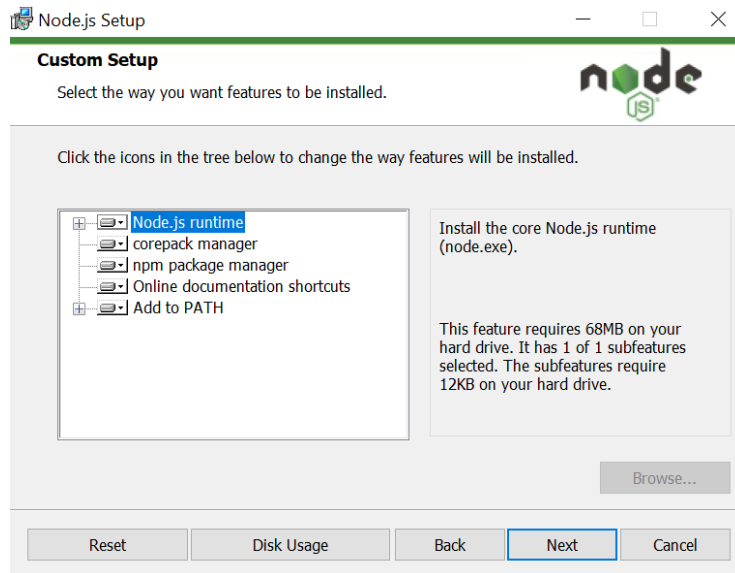 Node.js Setup
Custom Setup
Select the way you want features to be installed.
node
JS
Click the icons in the tree below to change the way features will be installed.
Node.js runtime
corepack manager
npm package manager
Online documentation shortcuts
Add to PATH
Install the core Node.js runtime
(node.exe).
This feature requires 68MB on your
hard drive. It has 1 of 1 subfeatures
selected. The subfeatures require
12KB on your hard drive.
Browse...
Reset
Disk Usage
Back
Next
Cancel